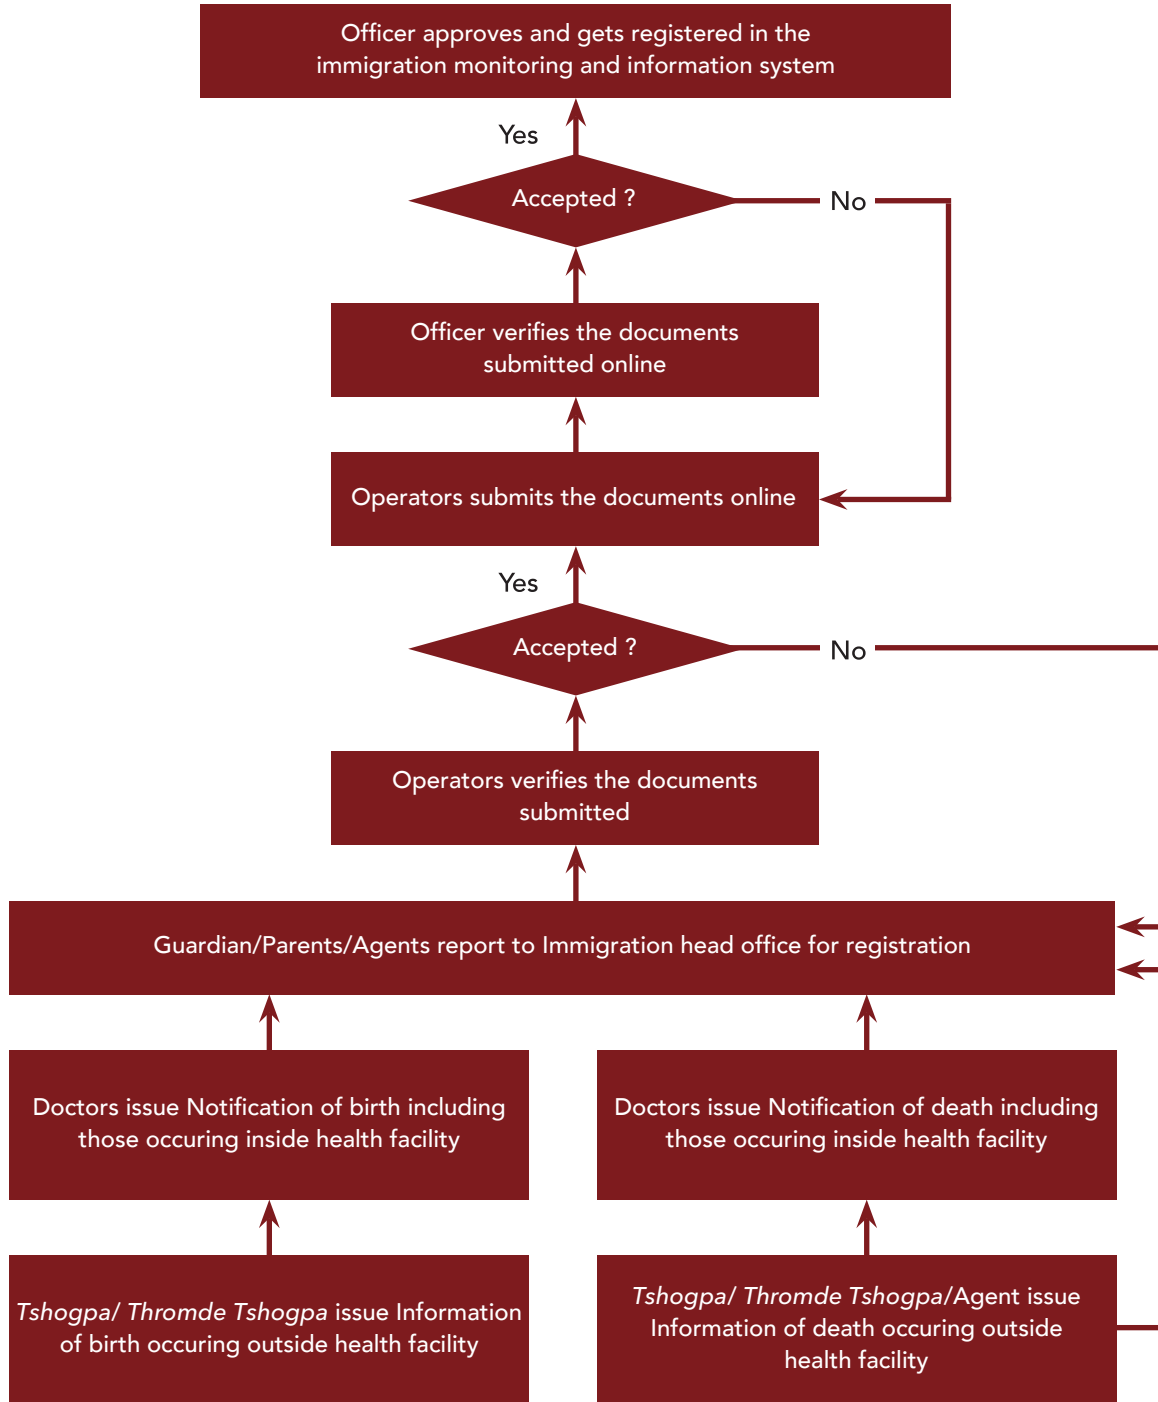 Officer approves and gets registered in the
immigration monitoring and information system
Yes
Accepted ?
No
Officer verifies the documents
submitted online
Operators submits the documents online
Yes
Accepted ?
No
Operators verifies the documents
submitted
Guardian/Parents/Agents report to Immigration head office for registration
Doctors issue Notification of birth including
those occuring inside health facility
Doctors issue Notification of death including
those occuring inside health facility
Tshogpa/ Thromde Tshogpa issue Information
of birth occuring outside health facility
Tshogpa/ Thromde Tshogpa/Agent issue
Information of death occuring outside
health facility